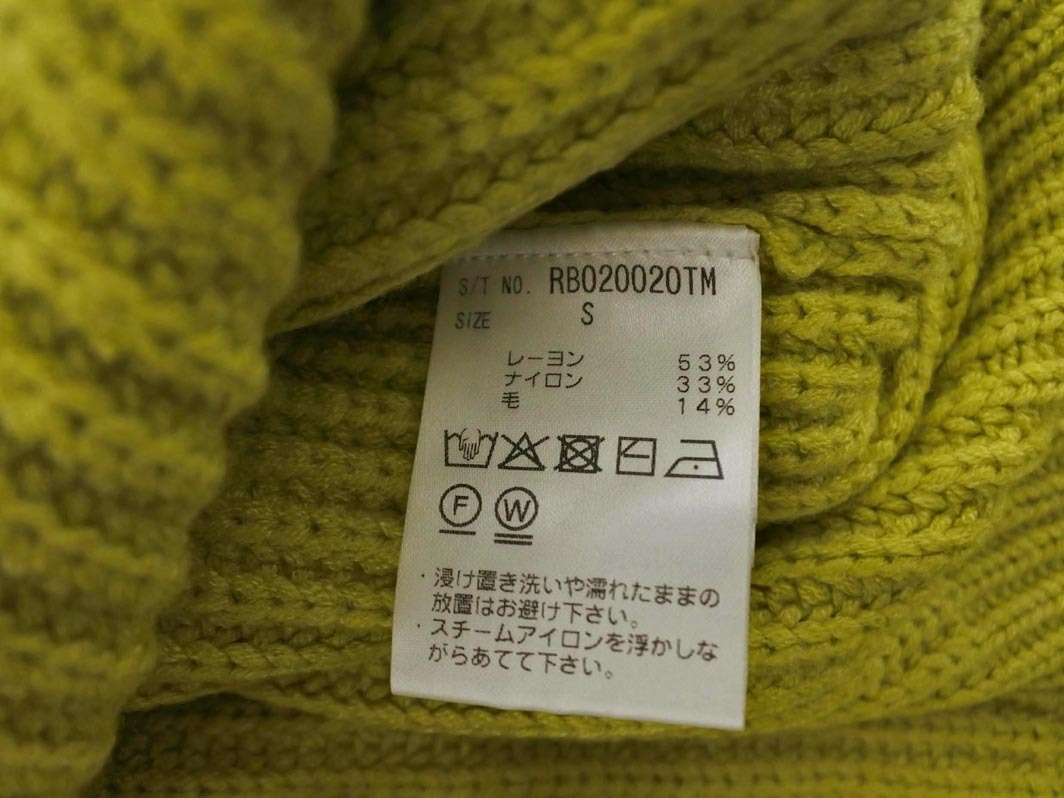 S/T NO. RB020020TM
SIZE S
レーヨン 53%
ナイロン 33%
毛 14%
F W
・浸け置き洗いや濡れたままの
放置はお避け下さい。
・スチームアイロンを浮かしな
がらあてて下さい。